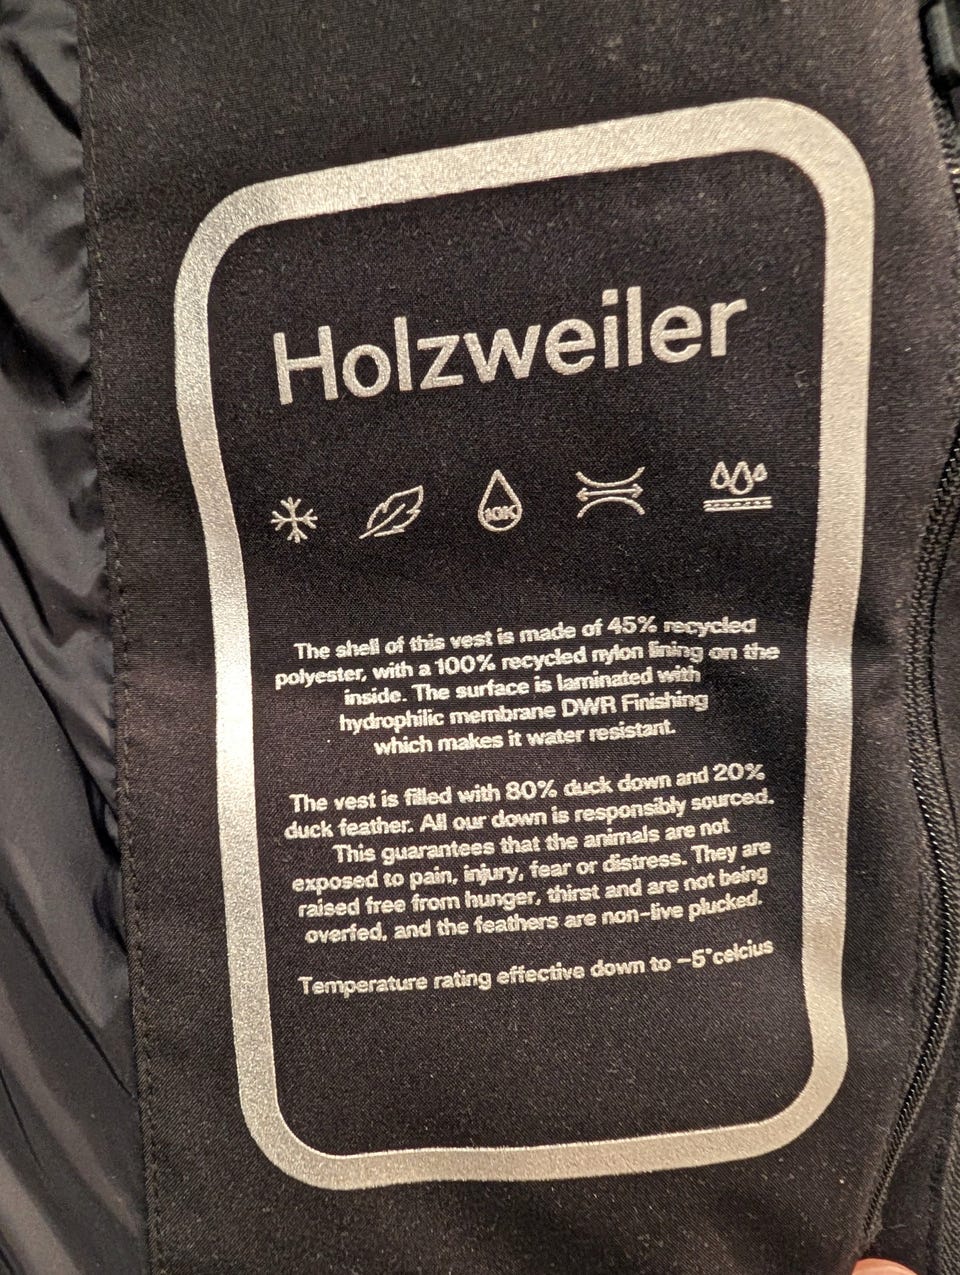 Holzweiler
10K
The shell of this vest is made of 45% recycled
polyester, with a 100% recycled nylon lining on the
inside. The surface is laminated with
hydrophilic membrane DWR Finishing
which makes it water resistant.
The vest is filled with 80% duck down and 20%
duck feather. All our down is responsibly sourced.
This guarantees that the animals are not
exposed to pain, injury, fear or distress. They are
raised free from hunger, thirst and are not being
overfed, and the feathers are non-live plucked.
Temperature rating effective down to -5°celcius